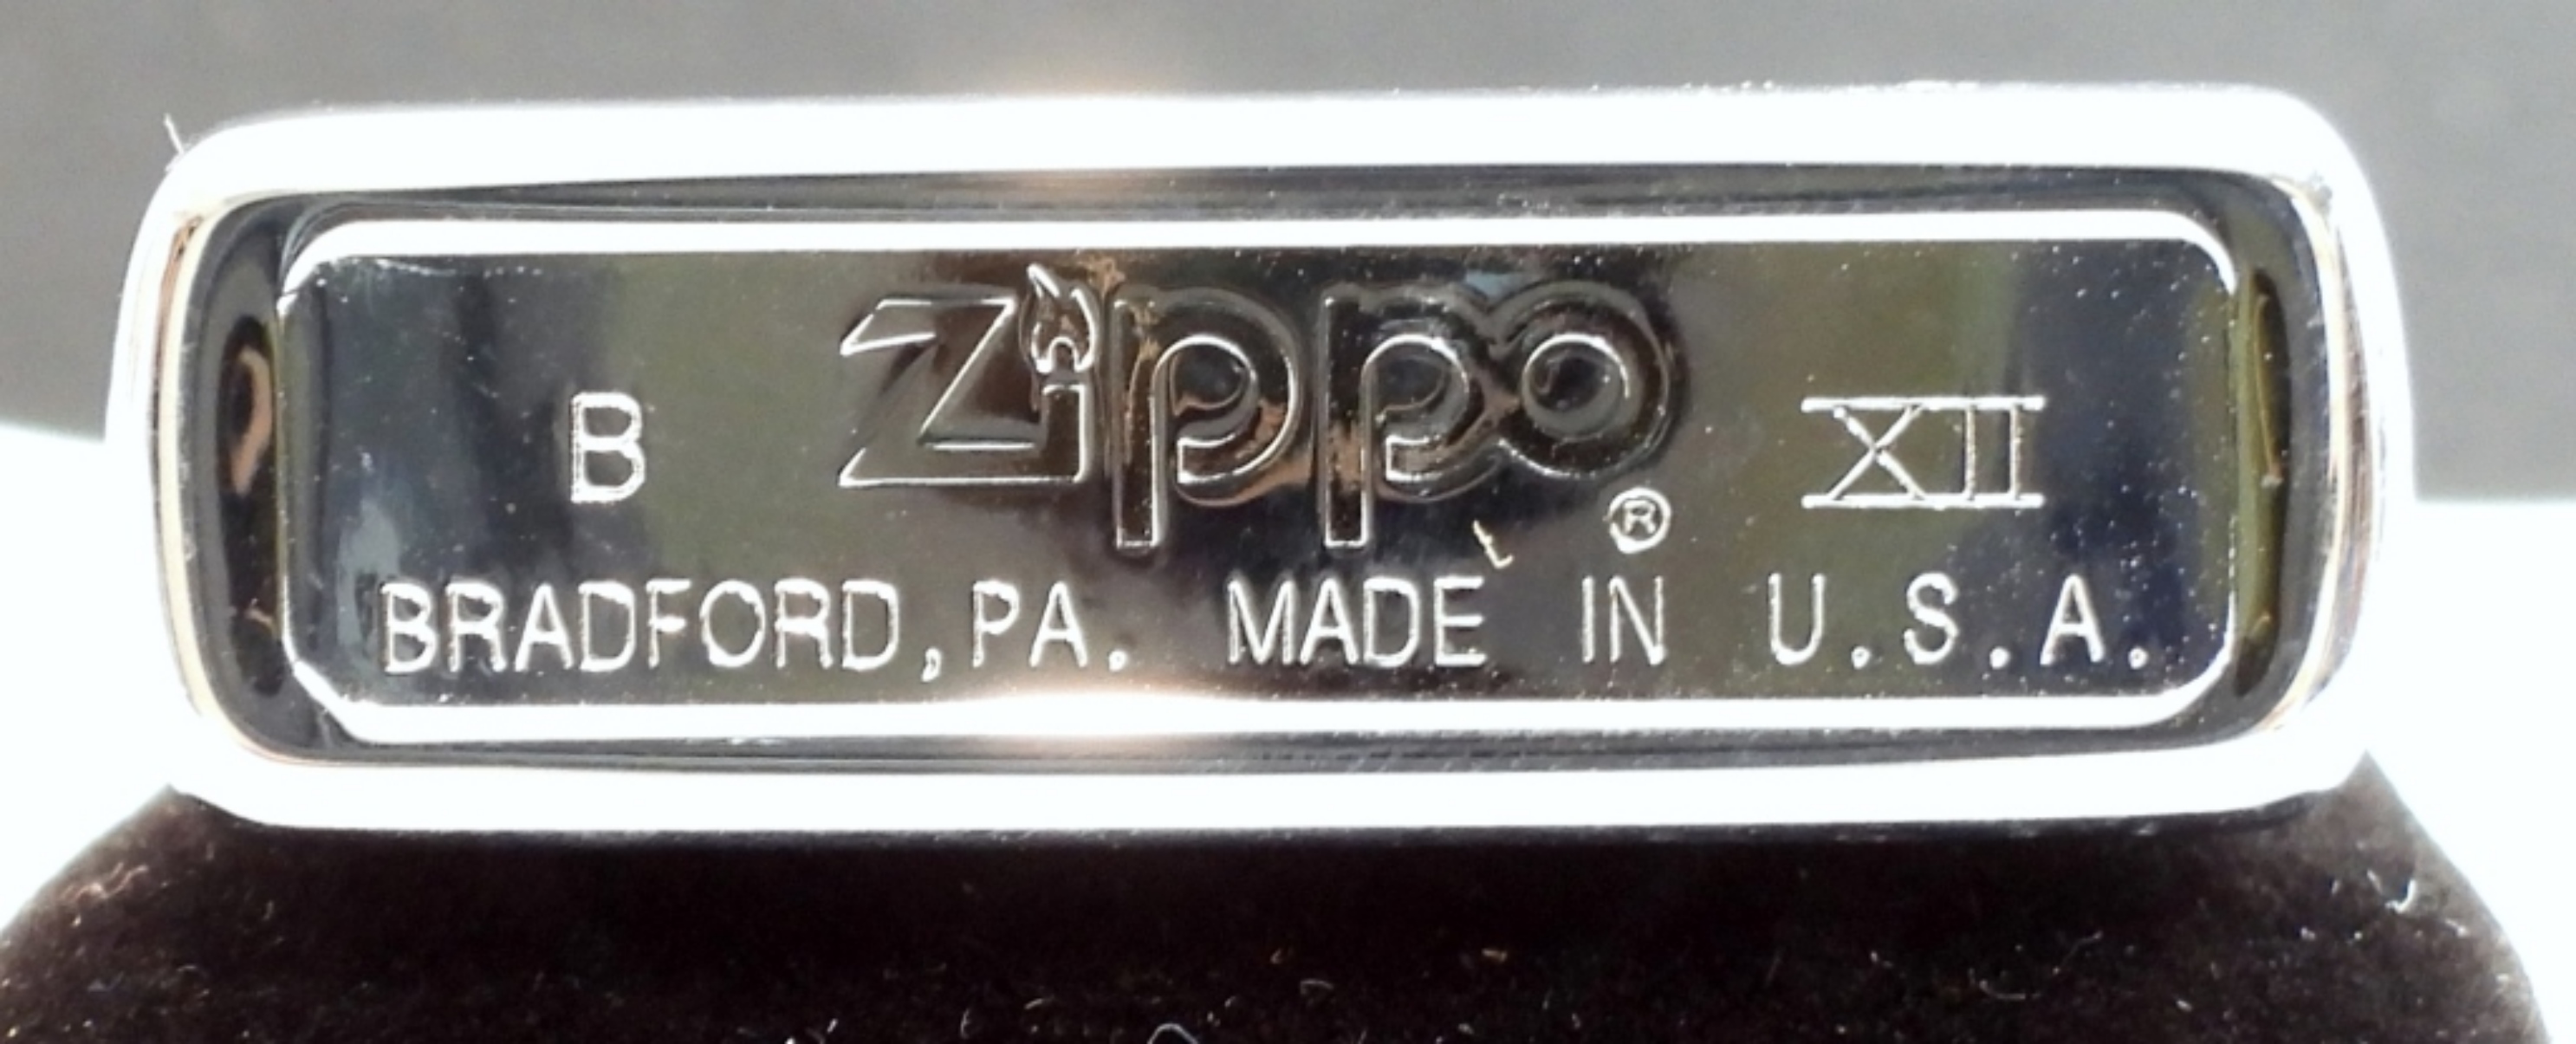 B Zippo ® XII
BRADFORD, PA. MADE IN U.S.A.